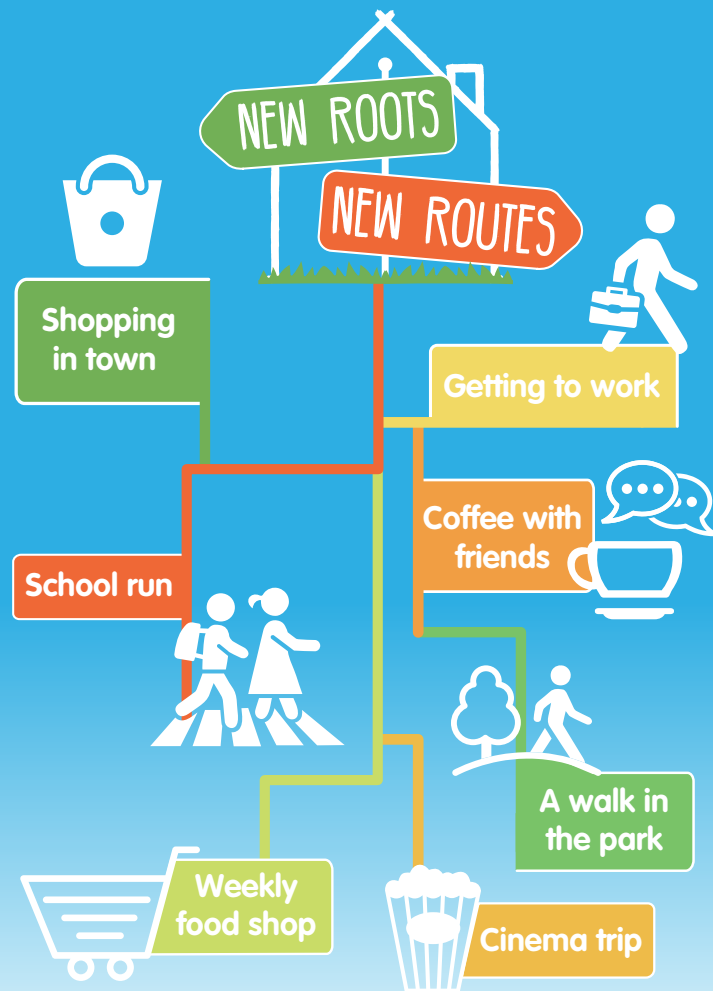 NEW ROOTS
NEW ROUTES
Shopping
in town
Getting to work
Coffee with
friends
School run
A walk in
the park
Weekly
food shop
Cinema trip